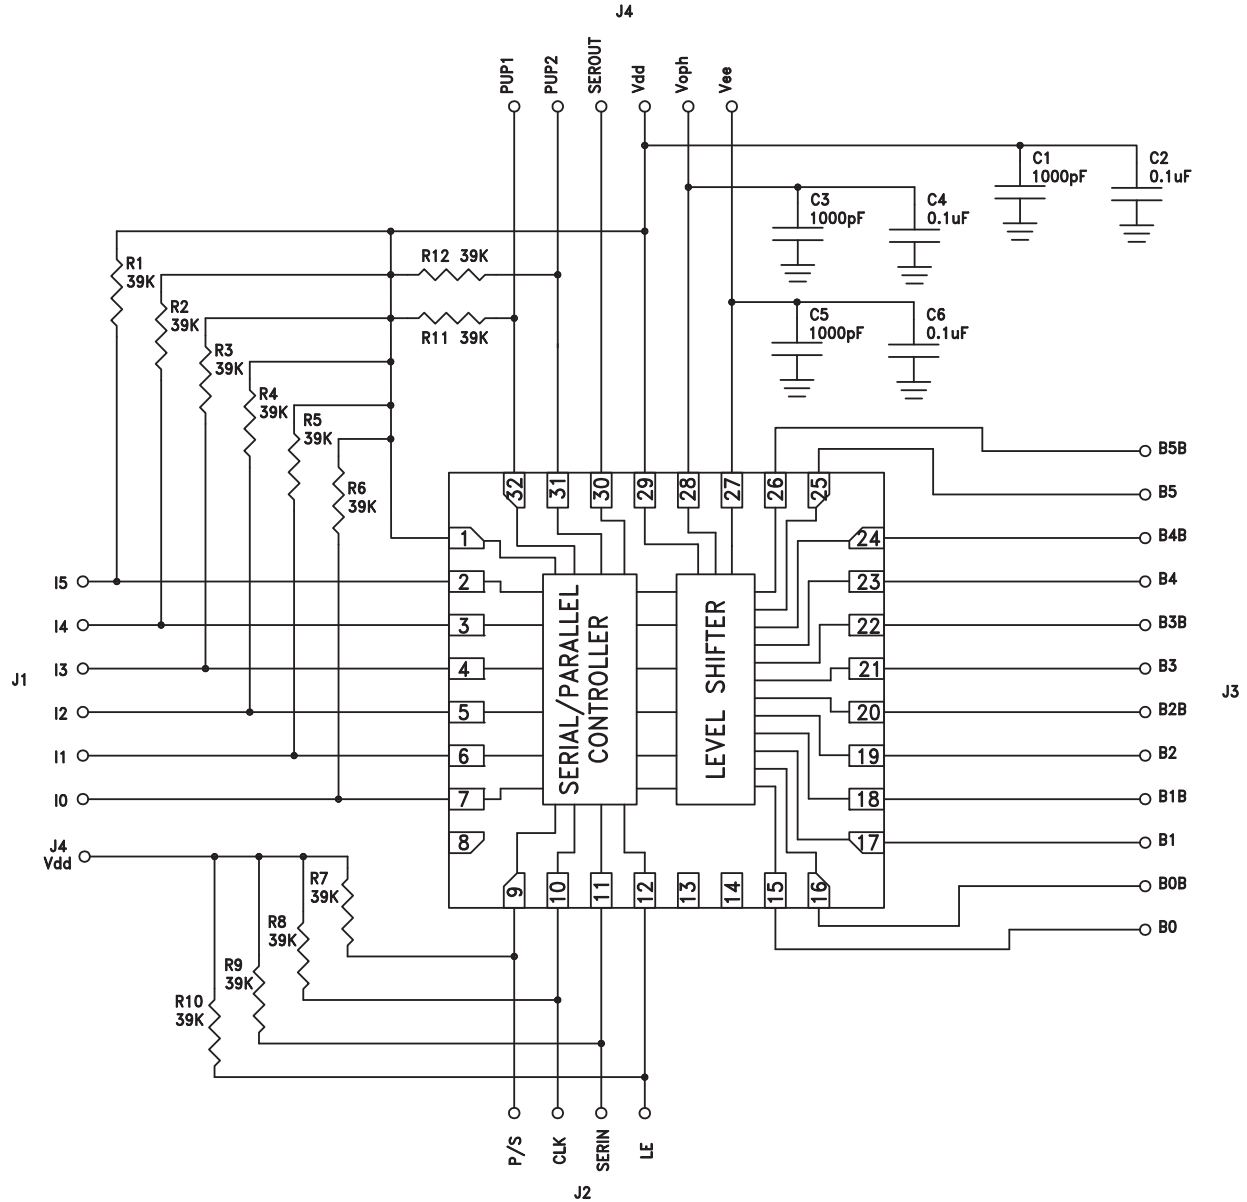 J4
PUP1
PUP2
SEROUT
Vdd
Voph
Vee
C1
1000pF
C2
0.1uF
C3
1000pF
C4
0.1uF
R12 39K
R1
39K
R2
39K
C5
1000pF
C6
0.1uF
R11 39K
R3
39K
R4
39K
R5
39K
R6
39K
B5B
B5
B4B
B4
B3B
B3
B2B
B2
B1B
B1
B0B
B0
J3
32
31
30
29
28
27
26
25
1
2
3
4
5
6
7
8
24
23
22
21
20
19
18
17
SERIAL/PARALLEL
CONTROLLER
LEVEL SHIFTER
I5
I4
I3
I2
I1
I0
J1
J4
Vdd
9
10
11
12
13
14
15
16
R7
39K
R8
39K
R9
39K
R10
39K
P/S
CLK
SERIN
LE
J2